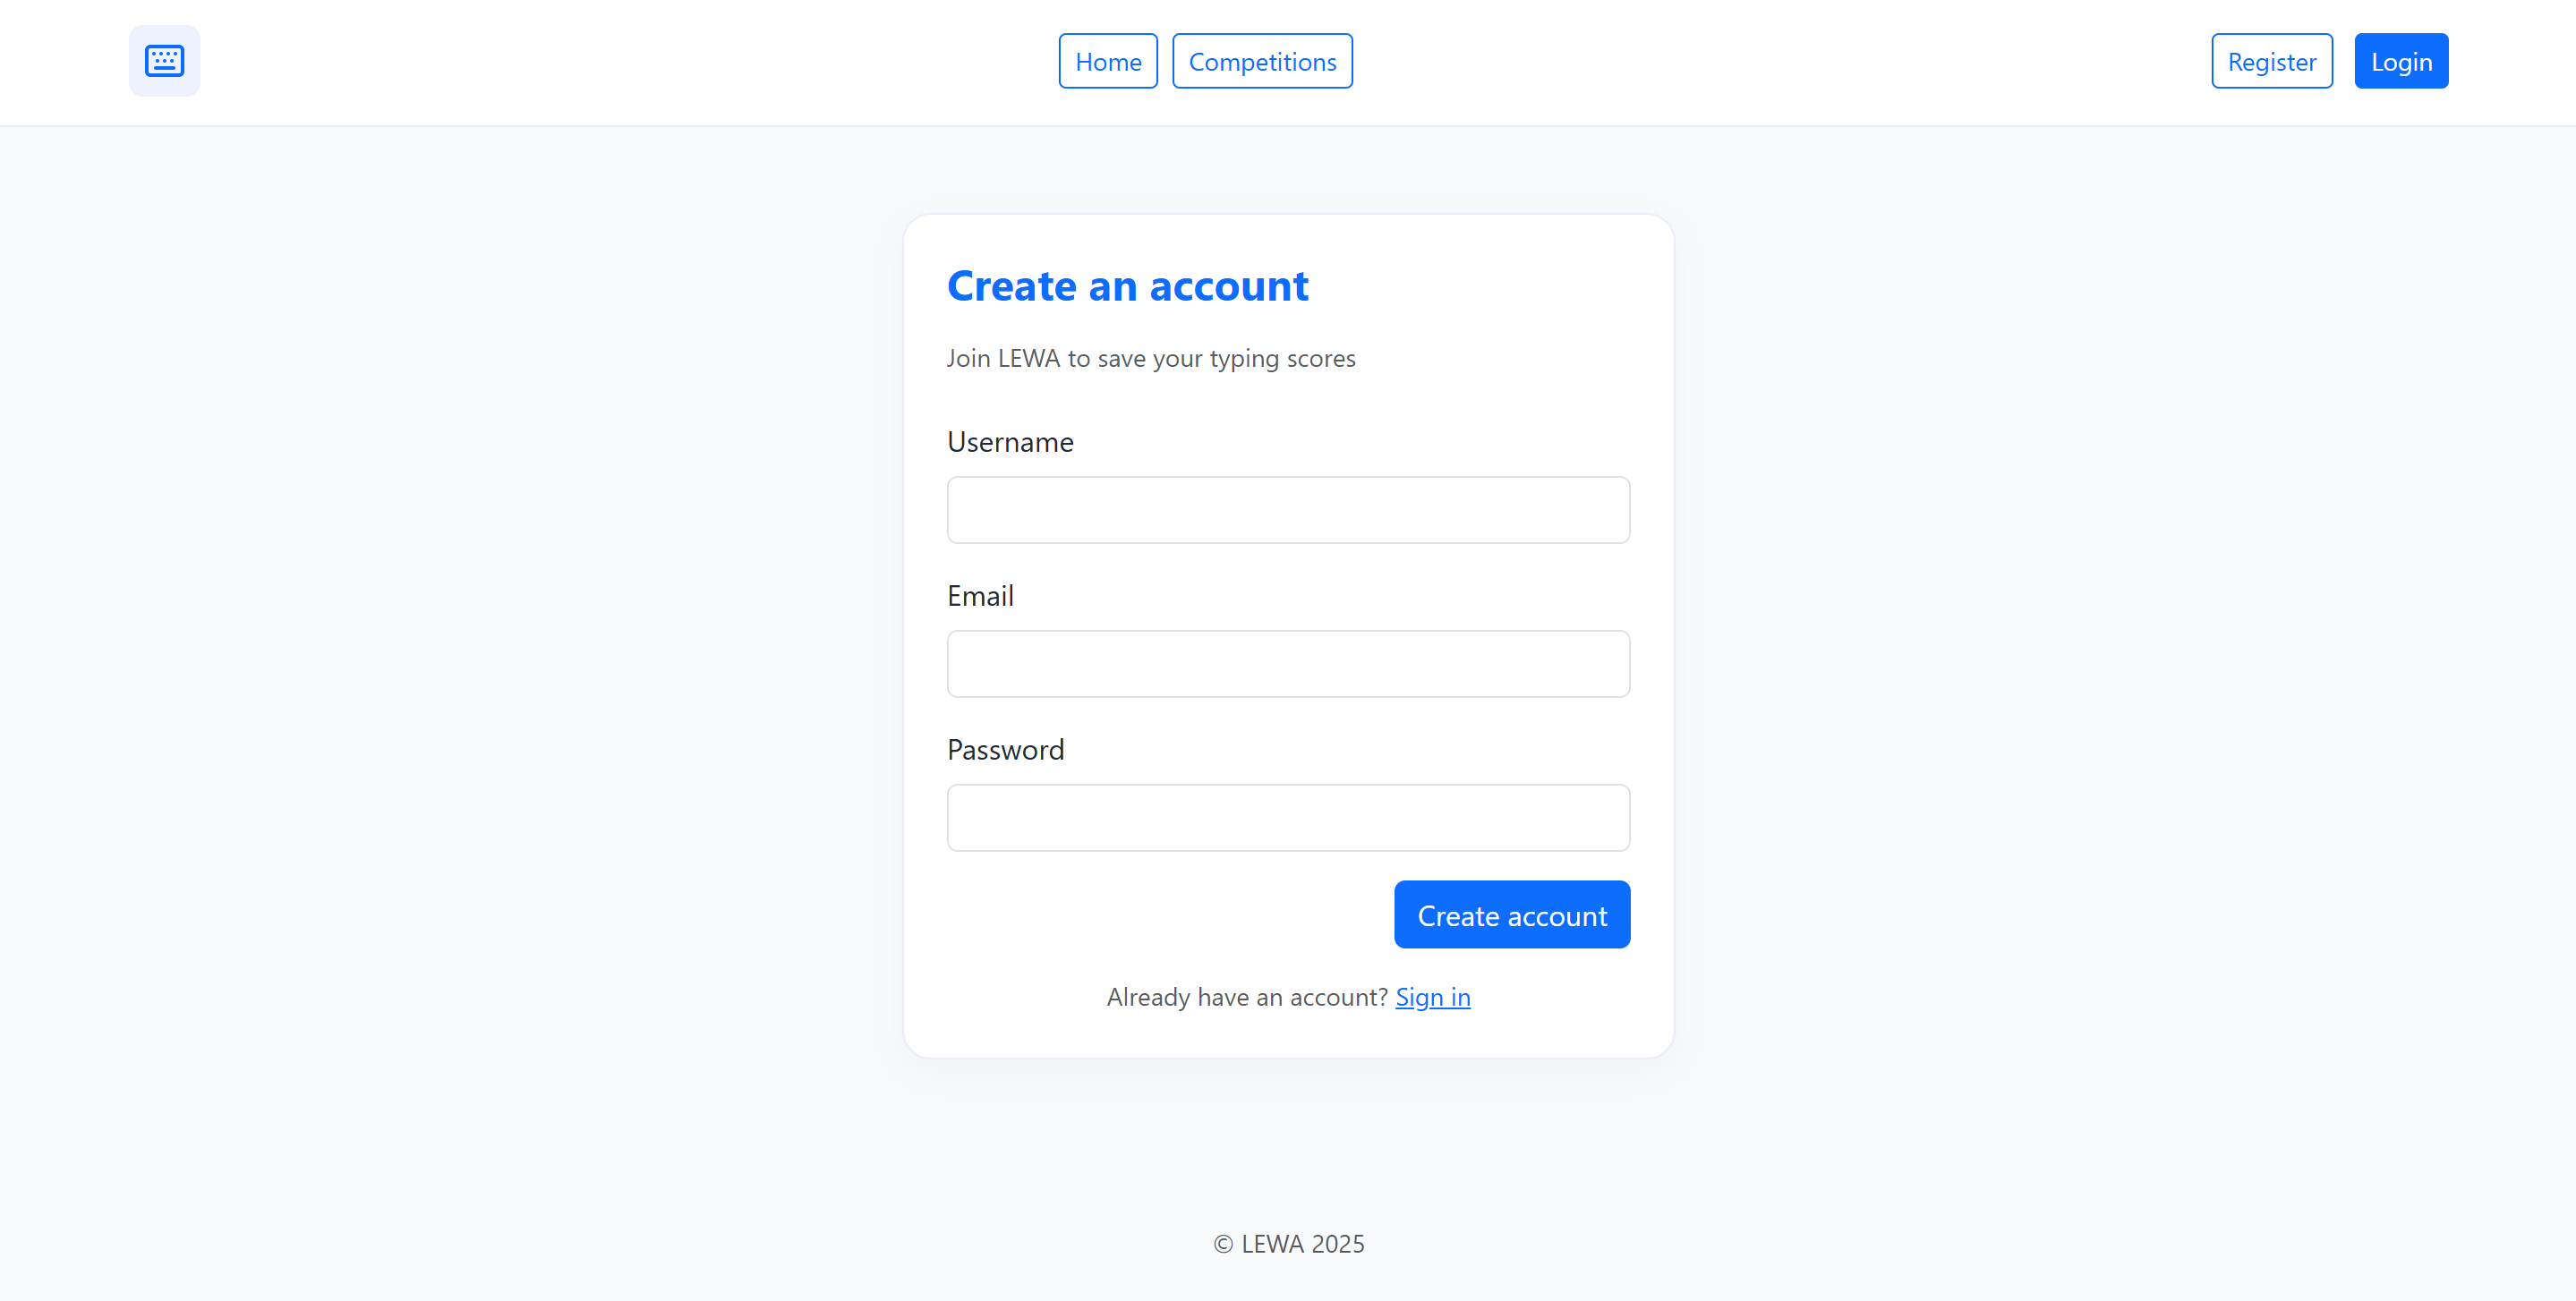 Home Competitions Register Login
Create an account
Join LEWA to save your typing scores
Username
Email
Password
Create account
Already have an account? Sign in
© LEWA 2025